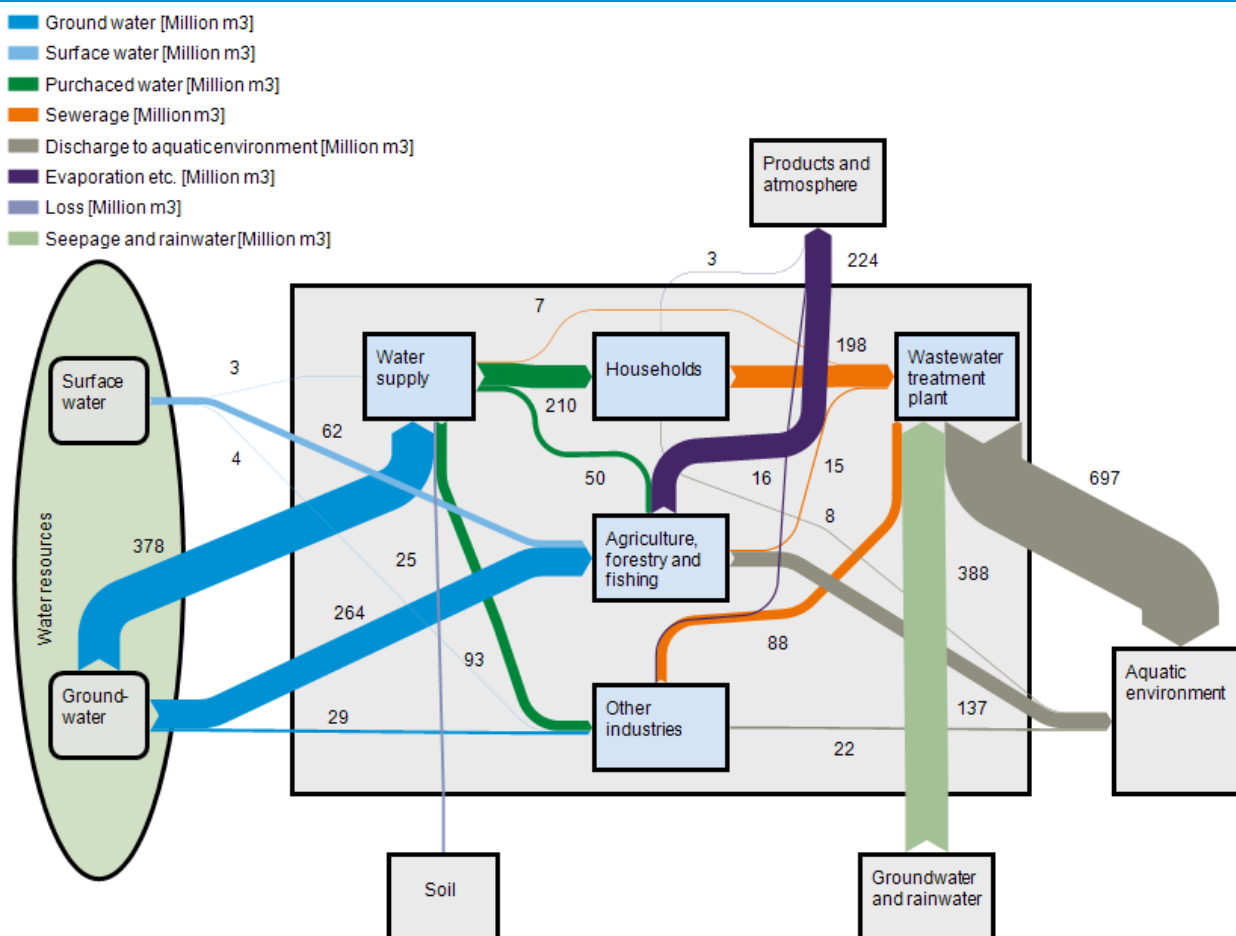 Ground water [Million m3]
Surface water [Million m3]
Purchaced water [Million m3]
Sewerage [Million m3]
Discharge to aquatic environment [Million m3]
Evaporation etc. [Million m3]
Loss [Million m3]
Seepage and rainwater [Million m3]
Products and
atmosphere
3
224
7
Water
supply
Households
198
Wastewater
treatment
plant
Surface
water
3
210
62
4
50
16
15
697
8
Water resources
378
25
Agriculture,
forestry and
fishing
388
264
93
88
Aquatic
environment
Ground-
water
29
Other
industries
137
22
Soil
Groundwater
and rainwater